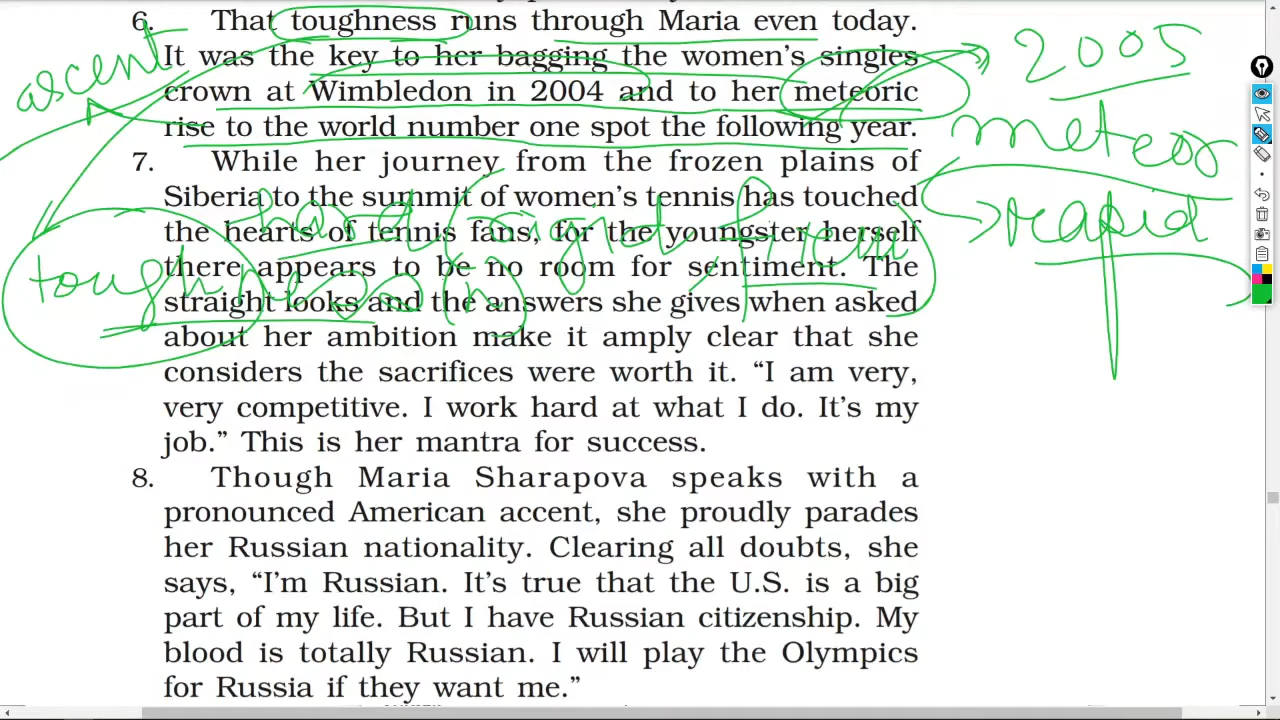 6. That toughness runs through Maria even today.
It was the key to her bagging the women's singles
crown at Wimbledon in 2004 and to her meteoric
rise to the world number one spot the following year.
7. While her journey from the frozen plains of
Siberia to the summit of women's tennis has touched
the hearts of tennis fans, for the youngster herself
there appears to be no room for sentiment. The
straight looks and the answers she gives when asked
about her ambition make it amply clear that she
considers the sacrifices were worth it. “I am very,
very competitive. I work hard at what I do. It's my
job.” This is her mantra for success.
8. Though Maria Sharapova speaks with a
pronounced American accent, she proudly parades
her Russian nationality. Clearing all doubts, she
says, “I'm Russian. It's true that the U.S. is a big
part of my life. But I have Russian citizenship. My
blood is totally Russian. I will play the Olympics
for Russia if they want me.”
ascent
2005
meteor
rapid
hard (rigid, firm)
toughness (n)